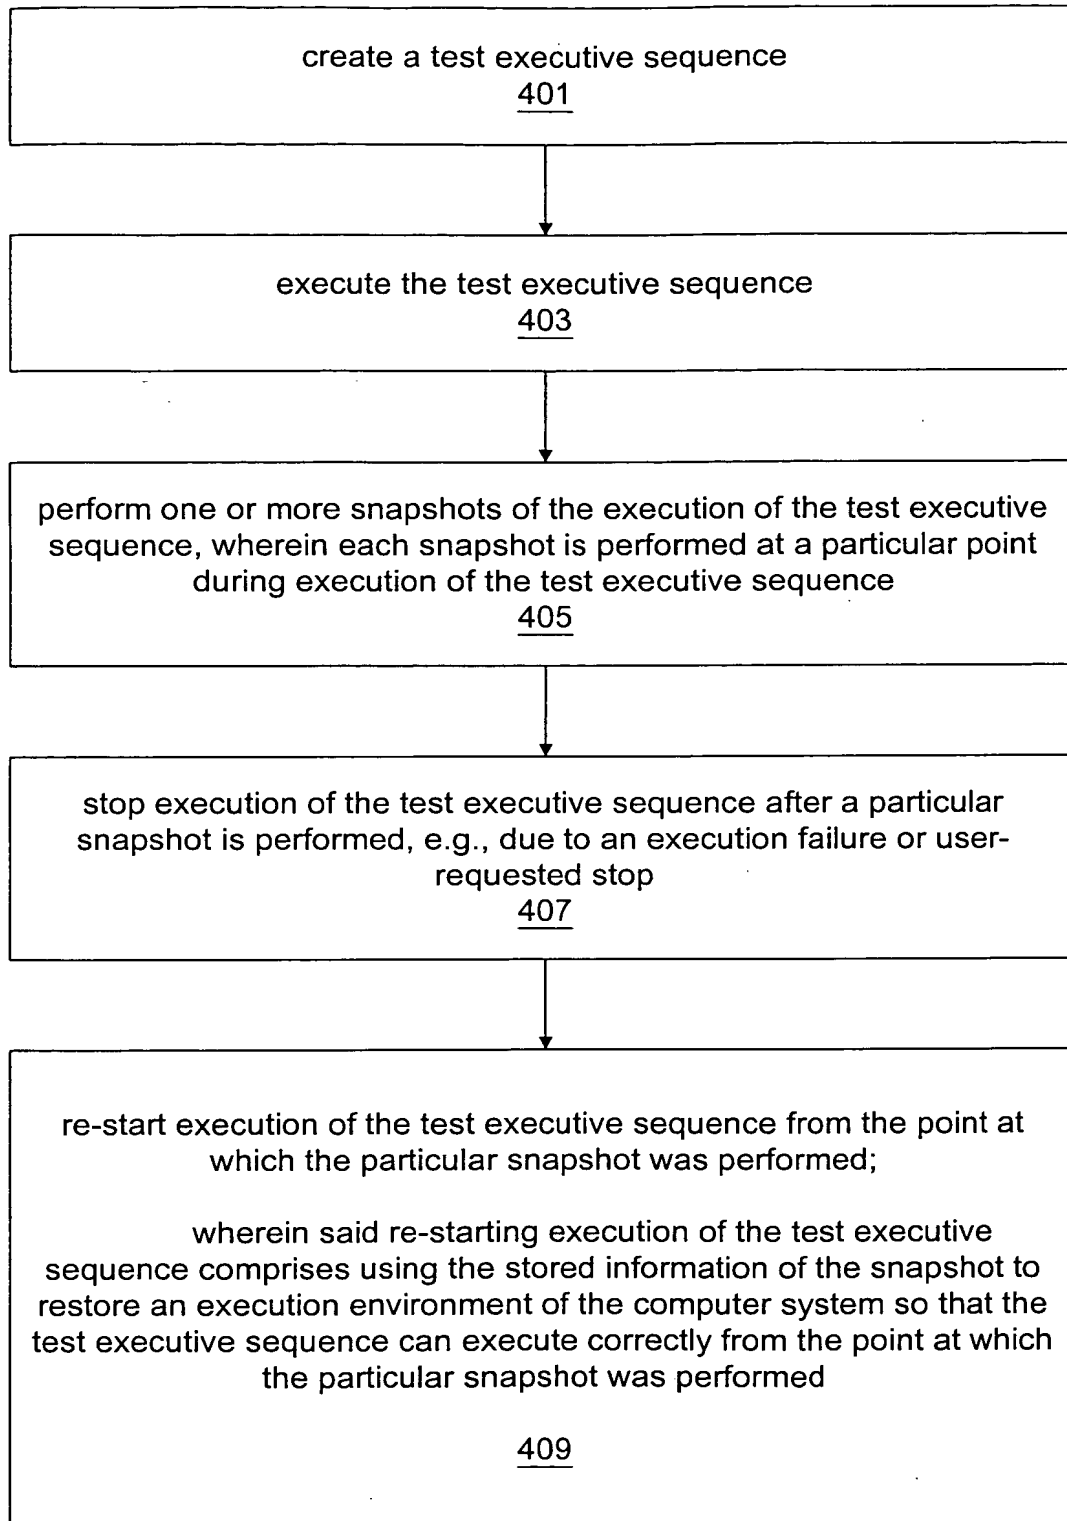 create a test executive sequence
401
execute the test executive sequence
403
perform one or more snapshots of the execution of the test executive
sequence, wherein each snapshot is performed at a particular point
during execution of the test executive sequence
405
stop execution of the test executive sequence after a particular
snapshot is performed, e.g., due to an execution failure or user-
requested stop
407
re-start execution of the test executive sequence from the point at
which the particular snapshot was performed;
wherein said re-starting execution of the test executive
sequence comprises using the stored information of the snapshot to
restore an execution environment of the computer system so that the
test executive sequence can execute correctly from the point at which
the particular snapshot was performed
409